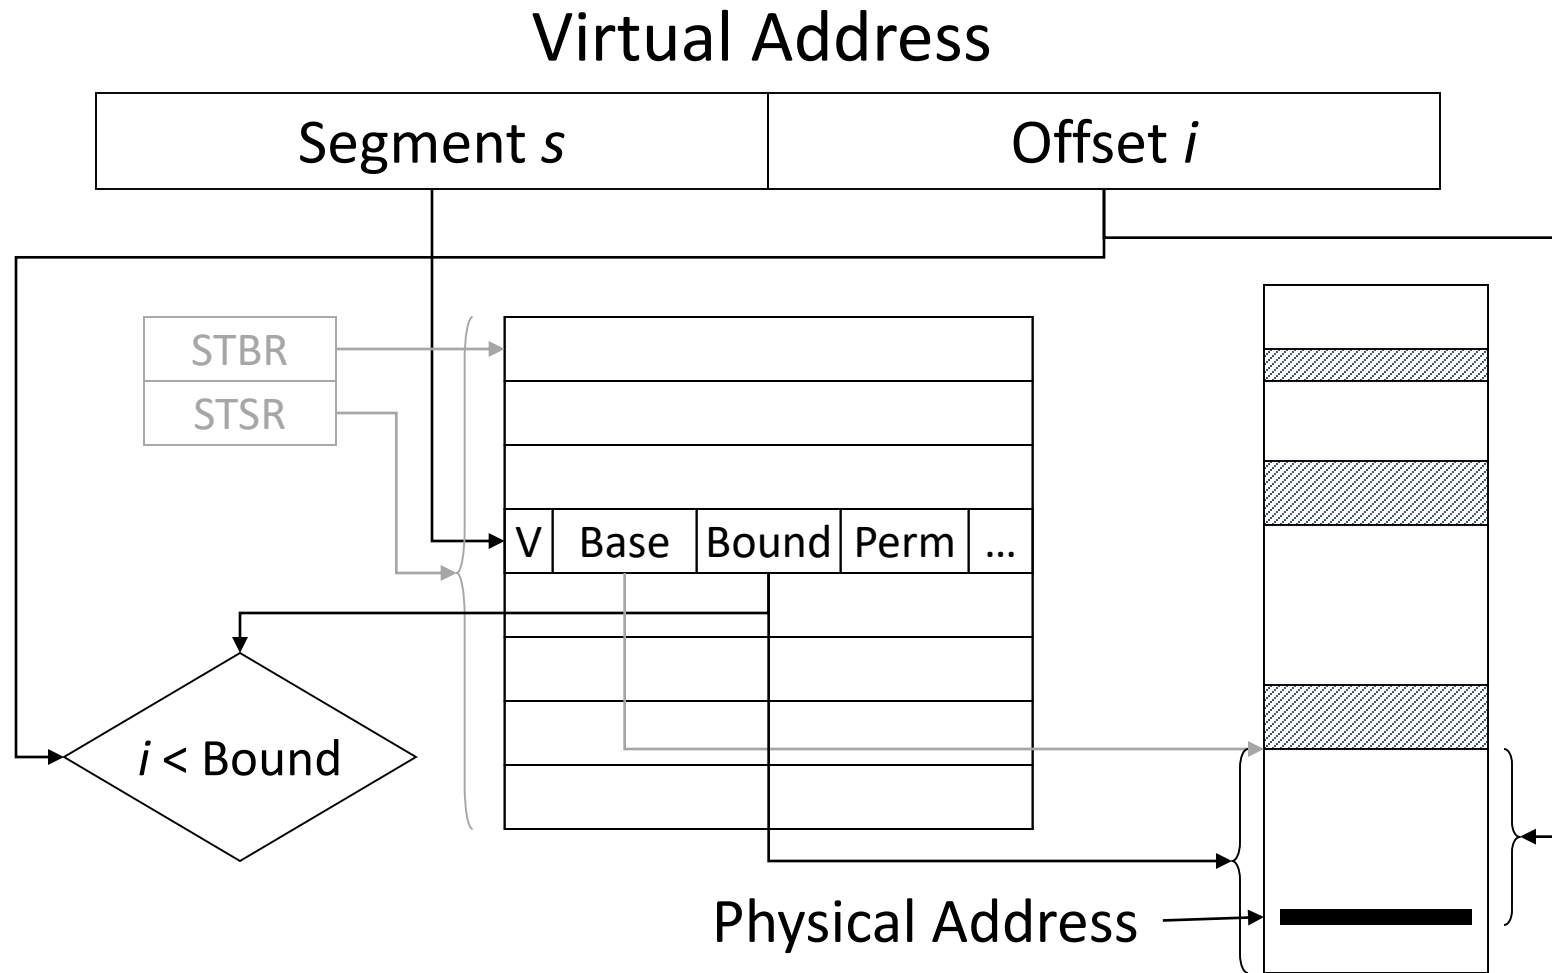 Virtual Address
Segment s
Offset i
STBR
STSR
V Base Bound Perm ...
i < Bound
Physical Address